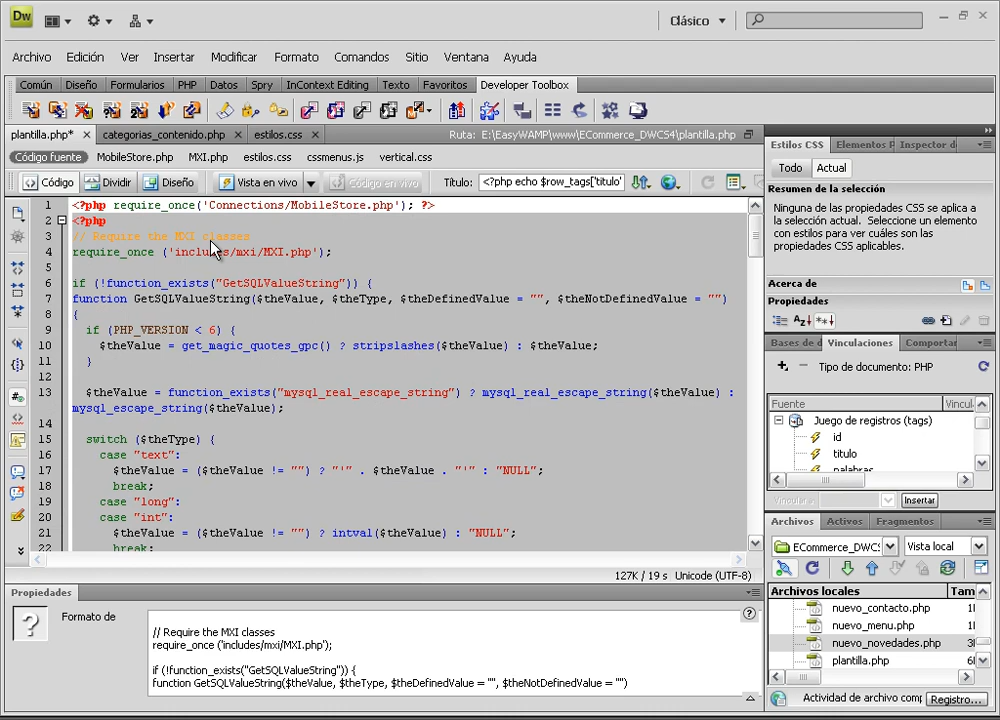 Dw
Clásico
Archivo Edición Ver Insertar Modificar Formato Comandos Sitio Ventana Ayuda
Común Diseño Formularios PHP Datos Spry InContext Editing Texto Favoritos Developer Toolbox
plantilla.php* categorias_contenido.php estilos.css Ruta: E:\EasyWAMP\www\ECommerce_DWCS4\plantilla.php
Código fuente MobileStore.php MXI.php estilos.css cssmenus.js vertical.css
Código Dividir Diseño Vista en vivo Código en vivo Título: <?php echo $row_tags['titulo'
1 <?php require_once('Connections/MobileStore.php'); ?>
2 <?php
3 // Require the MXI classes
4 require_once ('includes/mxi/MXI.php');
5
6 if (!function_exists("GetSQLValueString")) {
7 function GetSQLValueString($theValue, $theType, $theDefinedValue = "", $theNotDefinedValue = "")
8 {
9 if (PHP_VERSION < 6) {
10 $theValue = get_magic_quotes_gpc() ? stripslashes($theValue) : $theValue;
11 }
12
13 $theValue = function_exists("mysql_real_escape_string") ? mysql_real_escape_string($theValue) :
mysql_escape_string($theValue);
14
15 switch ($theType) {
16 case "text":
17 $theValue = ($theValue != "") ? "'" . $theValue . "'" : "NULL";
18 break;
19 case "long":
20 case "int":
21 $theValue = ($theValue != "") ? intval($theValue) : "NULL";
22 break;
127K / 19 s Unicode (UTF-8)
Propiedades
Formato de
// Require the MXI classes
require_once ('includes/mxi/MXI.php');
if (!function_exists("GetSQLValueString")) {
function GetSQLValueString($theValue, $theType, $theDefinedValue = "", $theNotDefinedValue = "")
Estilos CSS Elementos P Inspector d
Todo Actual
Resumen de la selección
Ninguna de las propiedades CSS se aplica a
la selección actual. Seleccione un elemento
con estilos para ver cuáles son las
propiedades CSS aplicables.
Acerca de
Propiedades
Bases de d Vinculaciones Comportar
Tipo de documento: PHP
Fuente Vincul
Juego de registros (tags)
id
titulo
palabras
Vincular a Insertar
Archivos Activos Fragmentos
ECommerce_DWCS Vista local
Archivos locales Tam
nuevo_contacto.php
nuevo_menu.php
nuevo_novedades.php
plantilla.php
Actividad de archivo comp Registro...